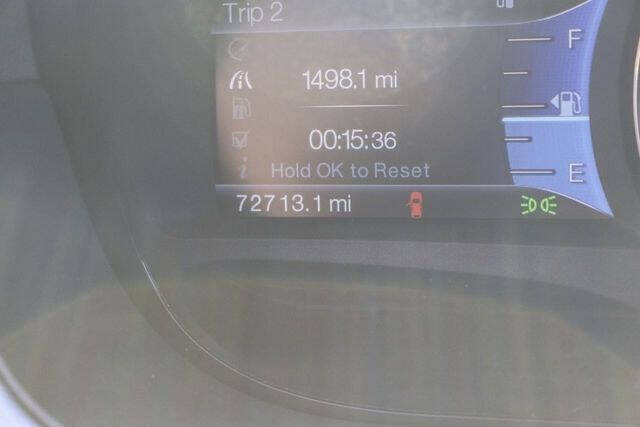 Trip 2
F
1498.1 mi
00:15:36
Hold OK to Reset
E
72713.1 mi